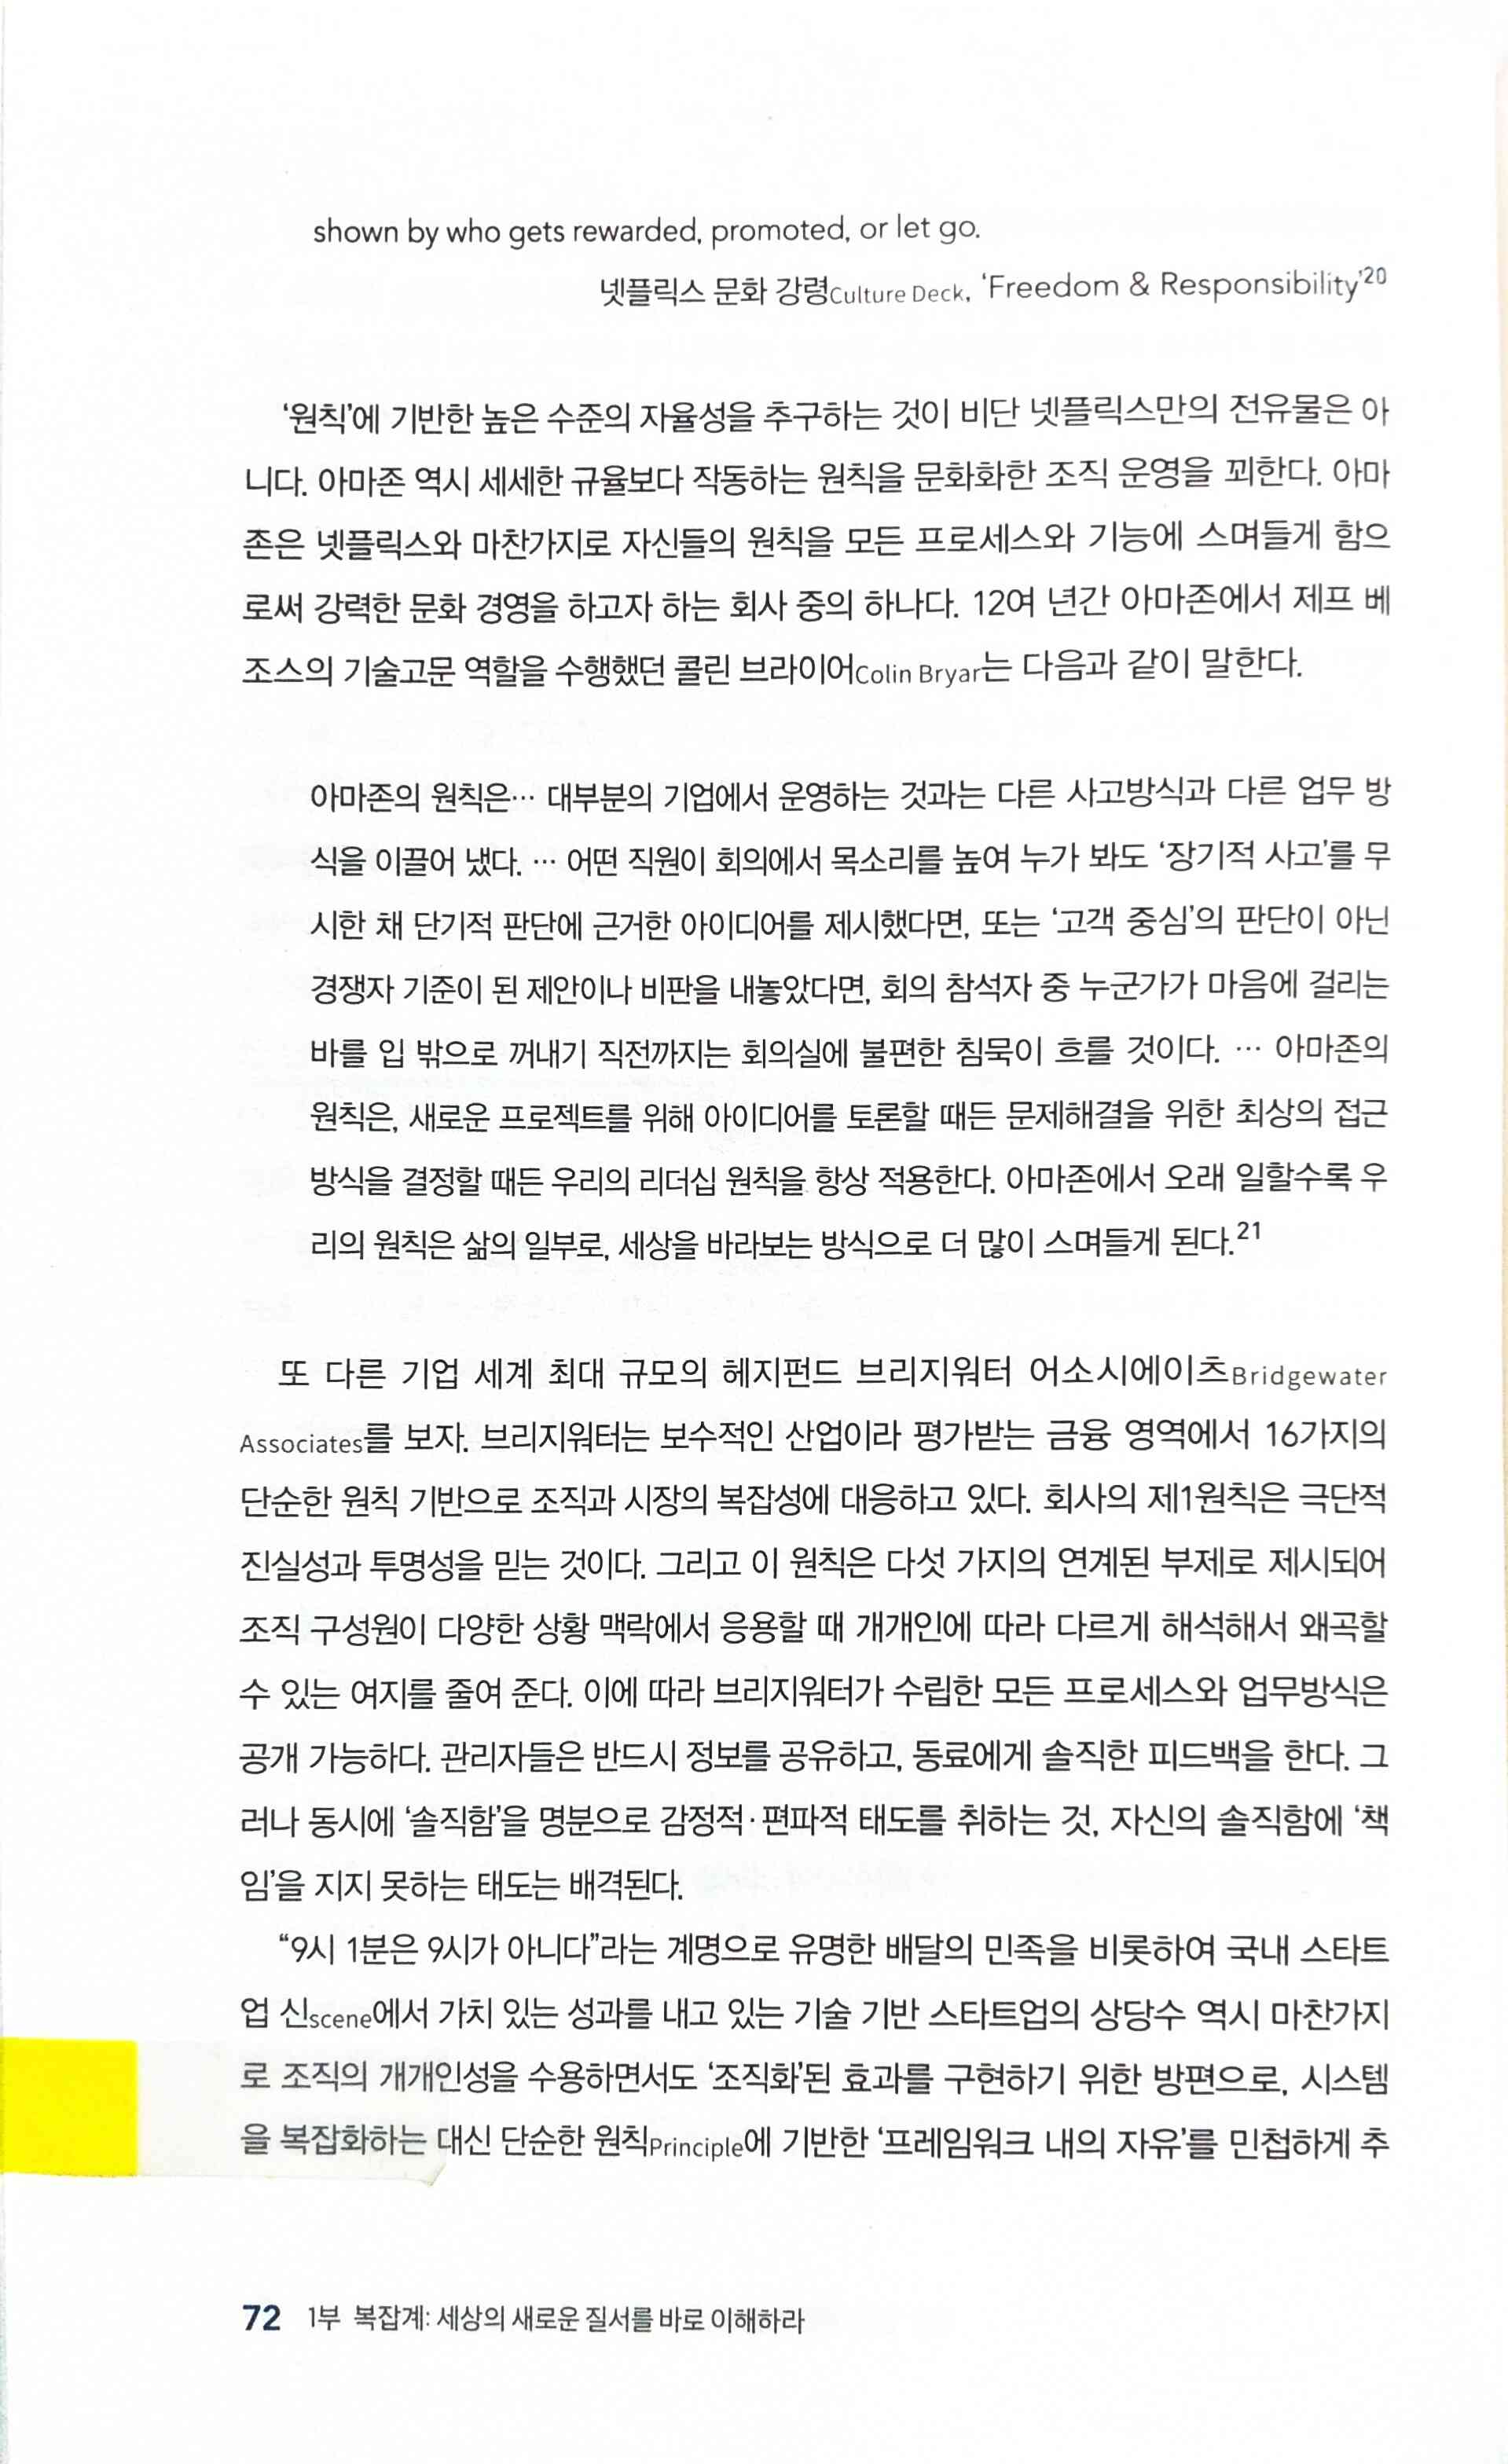 shown by who gets rewarded, promoted, or let go.
넷플릭스 문화 강령Culture Deck, ‘Freedom & Responsibility’20
‘원칙’에 기반한 높은 수준의 자율성을 추구하는 것이 비단 넷플릭스만의 전유물은 아
니다. 아마존 역시 세세한 규율보다 작동하는 원칙을 문화화한 조직 운영을 꾀한다. 아마
존은 넷플릭스와 마찬가지로 자신들의 원칙을 모든 프로세스와 기능에 스며들게 함으
로써 강력한 문화 경영을 하고자 하는 회사 중의 하나다. 12여 년간 아마존에서 제프 베
조스의 기술고문 역할을 수행했던 콜린 브라이어Colin Bryar는 다음과 같이 말한다.
아마존의 원칙은… 대부분의 기업에서 운영하는 것과는 다른 사고방식과 다른 업무 방
식을 이끌어 냈다. … 어떤 직원이 회의에서 목소리를 높여 누가 봐도 ‘장기적 사고’를 무
시한 채 단기적 판단에 근거한 아이디어를 제시했다면, 또는 ‘고객 중심’의 판단이 아닌
경쟁자 기준이 된 제안이나 비판을 내놓았다면, 회의 참석자 중 누군가가 마음에 걸리는
바를 입 밖으로 꺼내기 직전까지는 회의실에 불편한 침묵이 흐를 것이다. … 아마존의
원칙은, 새로운 프로젝트를 위해 아이디어를 토론할 때든 문제해결을 위한 최상의 접근
방식을 결정할 때든 우리의 리더십 원칙을 항상 적용한다. 아마존에서 오래 일할수록 우
리의 원칙은 삶의 일부로, 세상을 바라보는 방식으로 더 많이 스며들게 된다.21
또 다른 기업 세계 최대 규모의 헤지펀드 브리지워터 어소시에이츠Bridgewater
Associates를 보자. 브리지워터는 보수적인 산업이라 평가받는 금융 영역에서 16가지의
단순한 원칙 기반으로 조직과 시장의 복잡성에 대응하고 있다. 회사의 제1원칙은 극단적
진실성과 투명성을 믿는 것이다. 그리고 이 원칙은 다섯 가지의 연계된 부제로 제시되어
조직 구성원이 다양한 상황 맥락에서 응용할 때 개개인에 따라 다르게 해석해서 왜곡할
수 있는 여지를 줄여 준다. 이에 따라 브리지워터가 수립한 모든 프로세스와 업무방식은
공개 가능하다. 관리자들은 반드시 정보를 공유하고, 동료에게 솔직한 피드백을 한다. 그
러나 동시에 ‘솔직함’을 명분으로 감정적·편파적 태도를 취하는 것, 자신의 솔직함에 ‘책
임’을 지지 못하는 태도는 배격된다.
“9시 1분은 9시가 아니다”라는 계명으로 유명한 배달의 민족을 비롯하여 국내 스타트
업 신scene에서 가치 있는 성과를 내고 있는 기술 기반 스타트업의 상당수 역시 마찬가지
로 조직의 개개인성을 수용하면서도 ‘조직화’된 효과를 구현하기 위한 방편으로, 시스템
을 복잡화하는 대신 단순한 원칙Principle에 기반한 ‘프레임워크 내의 자유’를 민첩하게 추
72 1부 복잡계: 세상의 새로운 질서를 바로 이해하라